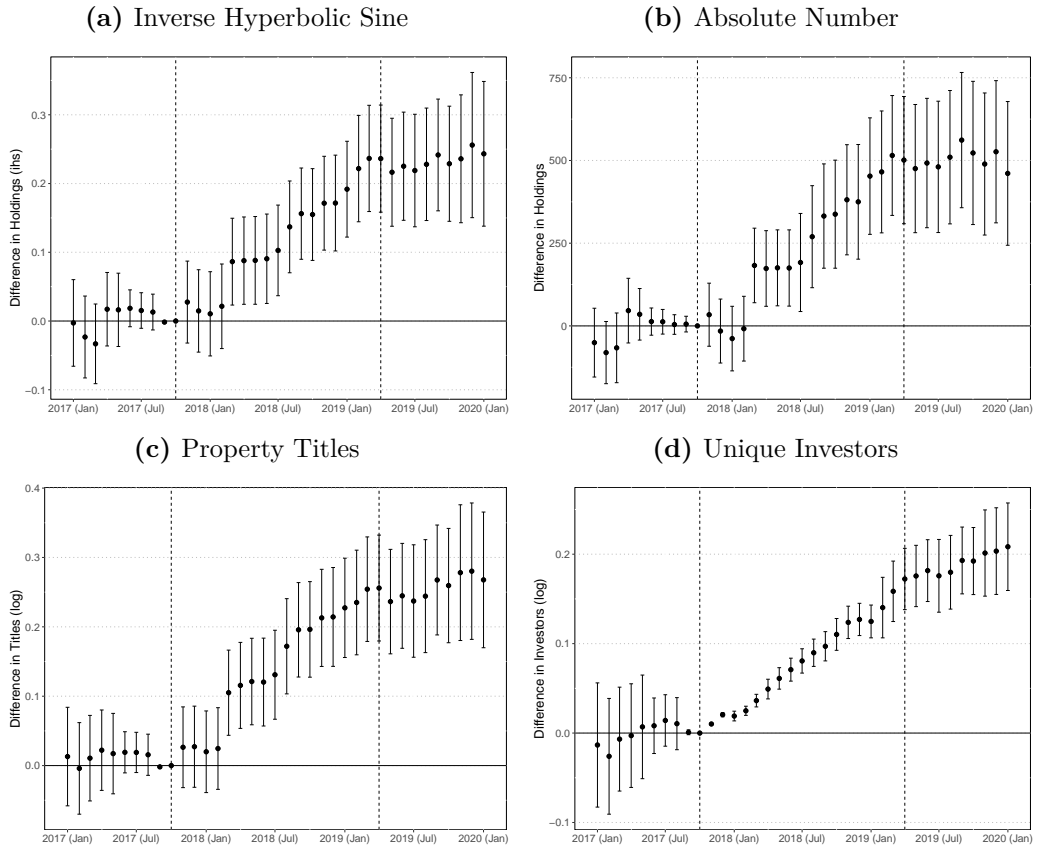 (a) Inverse Hyperbolic Sine
Difference in Holdings (ihs)
0.3
0.2
0.1
0.0
−0.1
2017 (Jan) 2017 (Jul) 2018 (Jan) 2018 (Jul) 2019 (Jan) 2019 (Jul) 2020 (Jan)
(b) Absolute Number
Difference in Holdings
750
500
250
0
2017 (Jan) 2017 (Jul) 2018 (Jan) 2018 (Jul) 2019 (Jan) 2019 (Jul) 2020 (Jan)
(c) Property Titles
Difference in Titles (log)
0.4
0.3
0.2
0.1
0.0
2017 (Jan) 2017 (Jul) 2018 (Jan) 2018 (Jul) 2019 (Jan) 2019 (Jul) 2020 (Jan)
(d) Unique Investors
Difference in Investors (log)
0.2
0.1
0.0
−0.1
2017 (Jan) 2017 (Jul) 2018 (Jan) 2018 (Jul) 2019 (Jan) 2019 (Jul) 2020 (Jan)